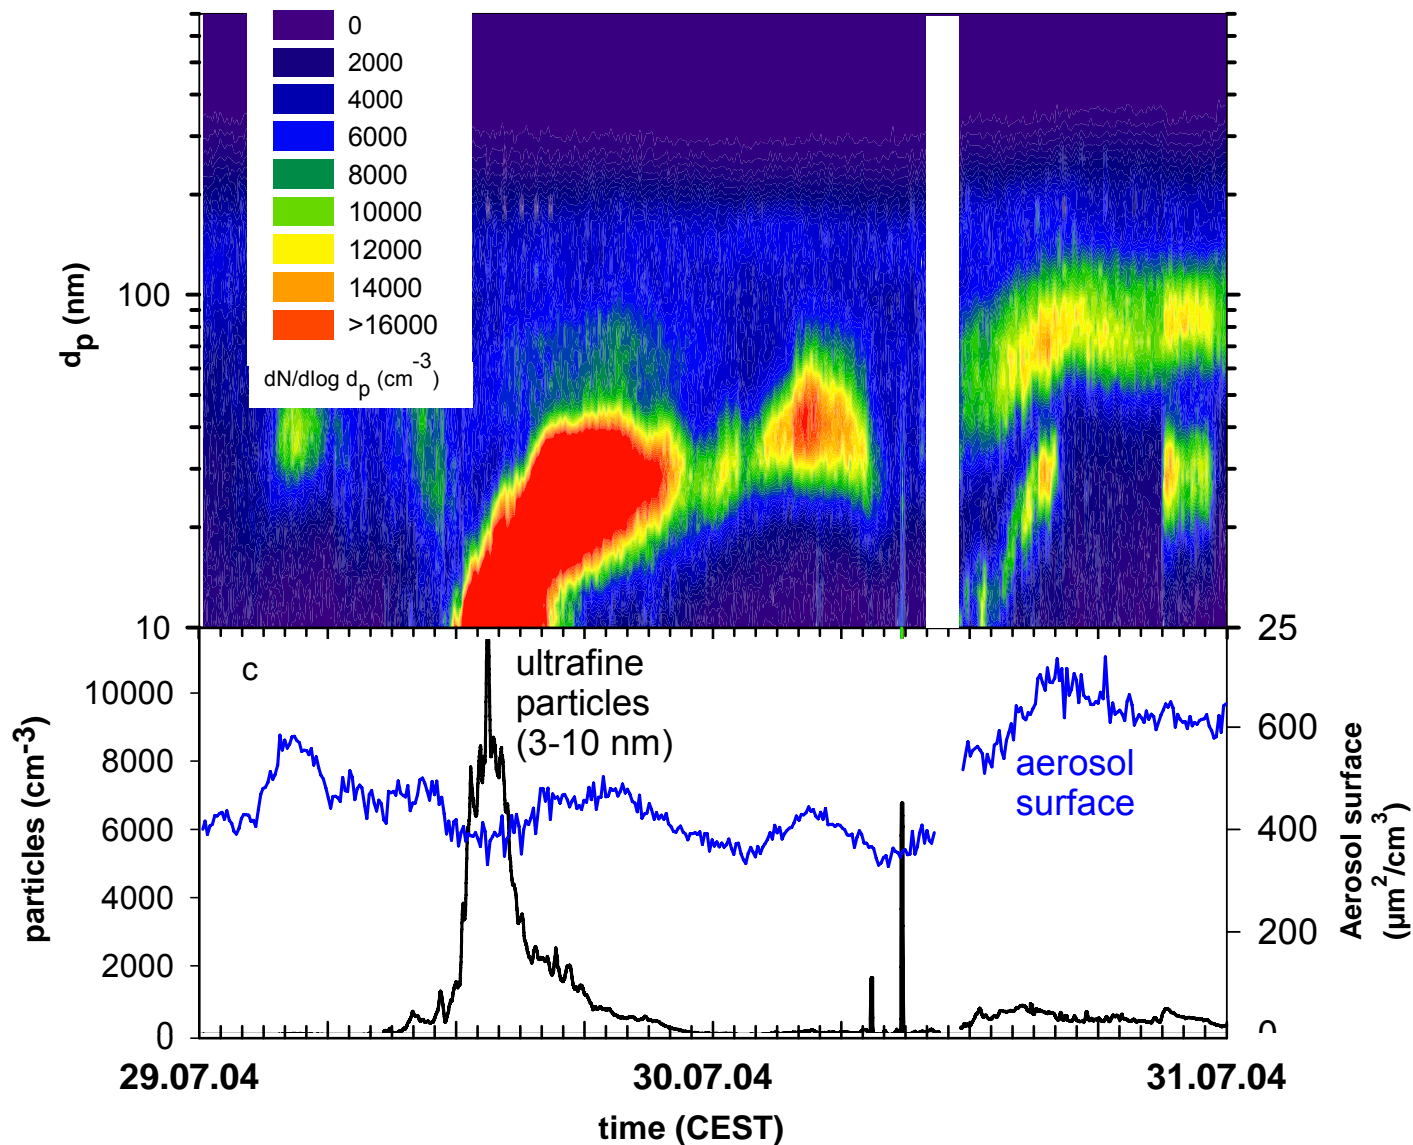 0
2000
4000
6000
8000
10000
12000
14000
>16000
dN/dlog dp (cm-3)
dp (nm)
100
10
25
c
ultrafine
particles
(3-10 nm)
aerosol
surface
particles (cm-3)
10000
8000
6000
4000
2000
0
600
400
200
0
Aerosol surface
(µm2/cm3)
29.07.04 30.07.04 31.07.04
time (CEST)